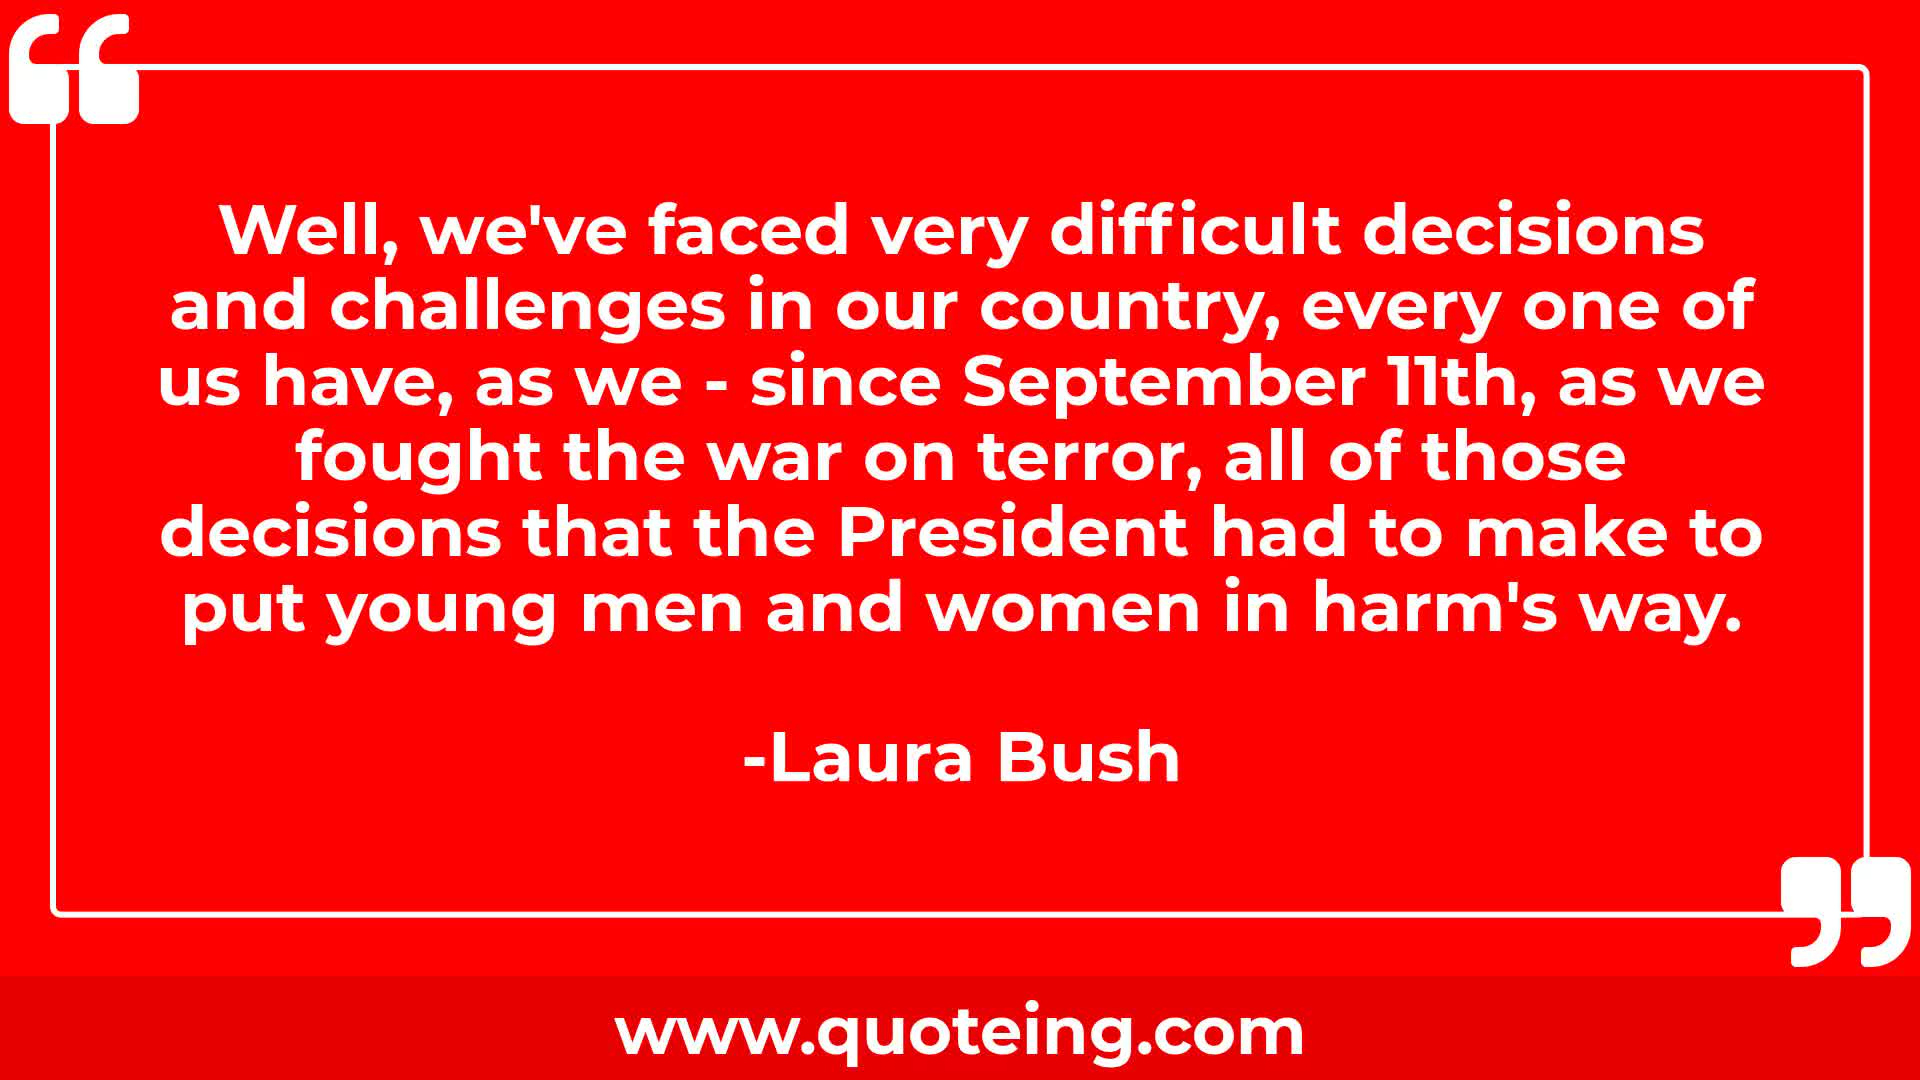 Well, we've faced very difficult decisions
and challenges in our country, every one of
us have, as we - since September 11th, as we
fought the war on terror, all of those
decisions that the President had to make to
put young men and women in harm's way.
-Laura Bush
www.quoteing.com